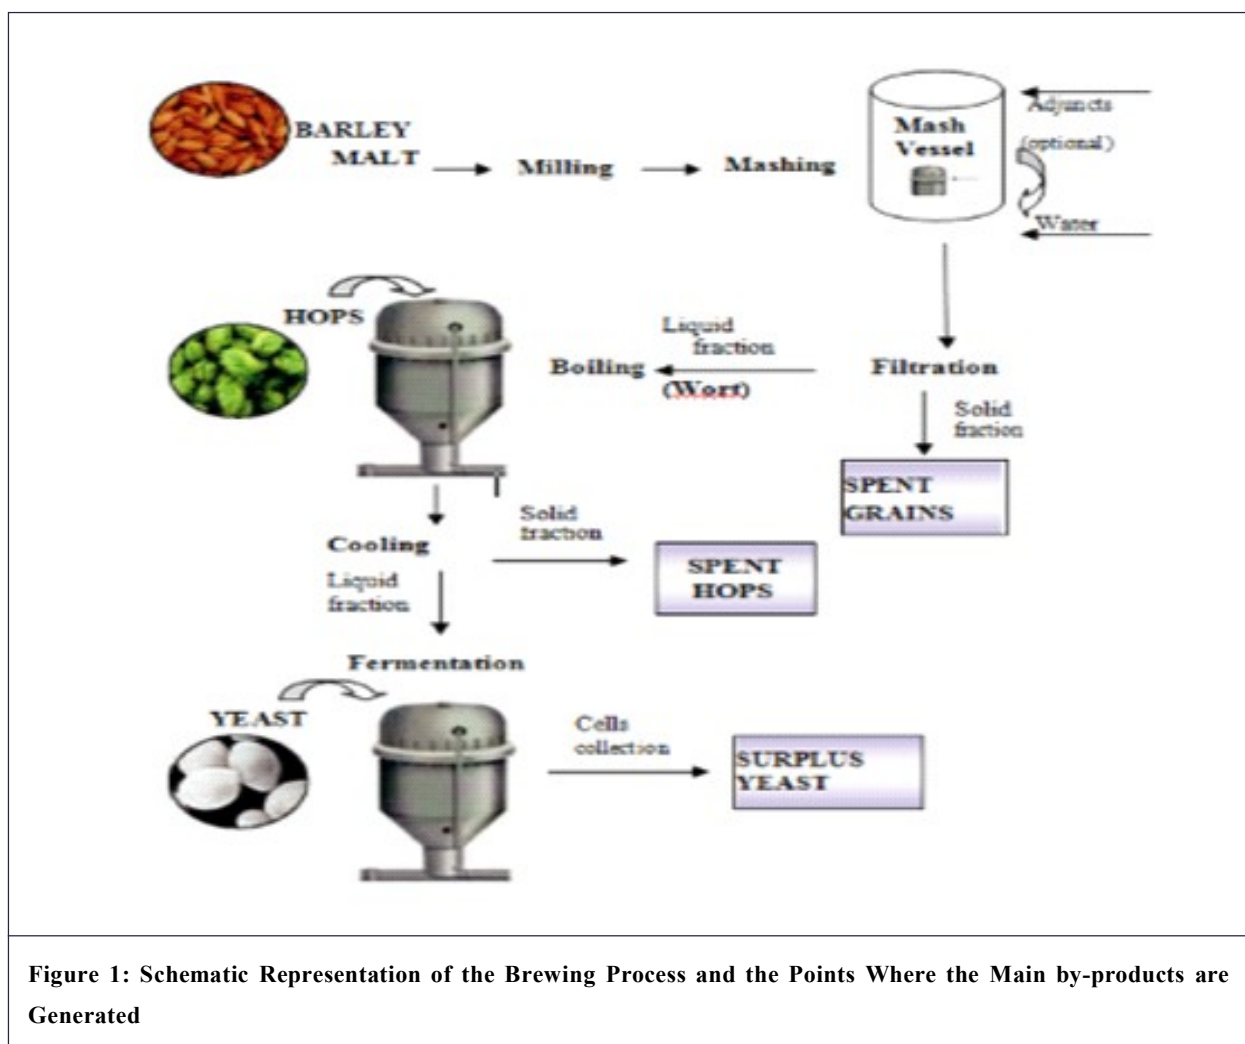 BARLEY
MALT
Milling
Mashing
Mash
Vessel
Adjuncts
(optional)
Water
HOPS
Boiling
Liquid
fraction
(Wort)
Filtration
Solid
fraction
SPENT
GRAINS
Cooling
Solid
fraction
SPENT
HOPS
Liquid
fraction
Fermentation
YEAST
Cells
collection
SURPLUS
YEAST
Figure 1: Schematic Representation of the Brewing Process and the Points Where the Main by-products are
Generated